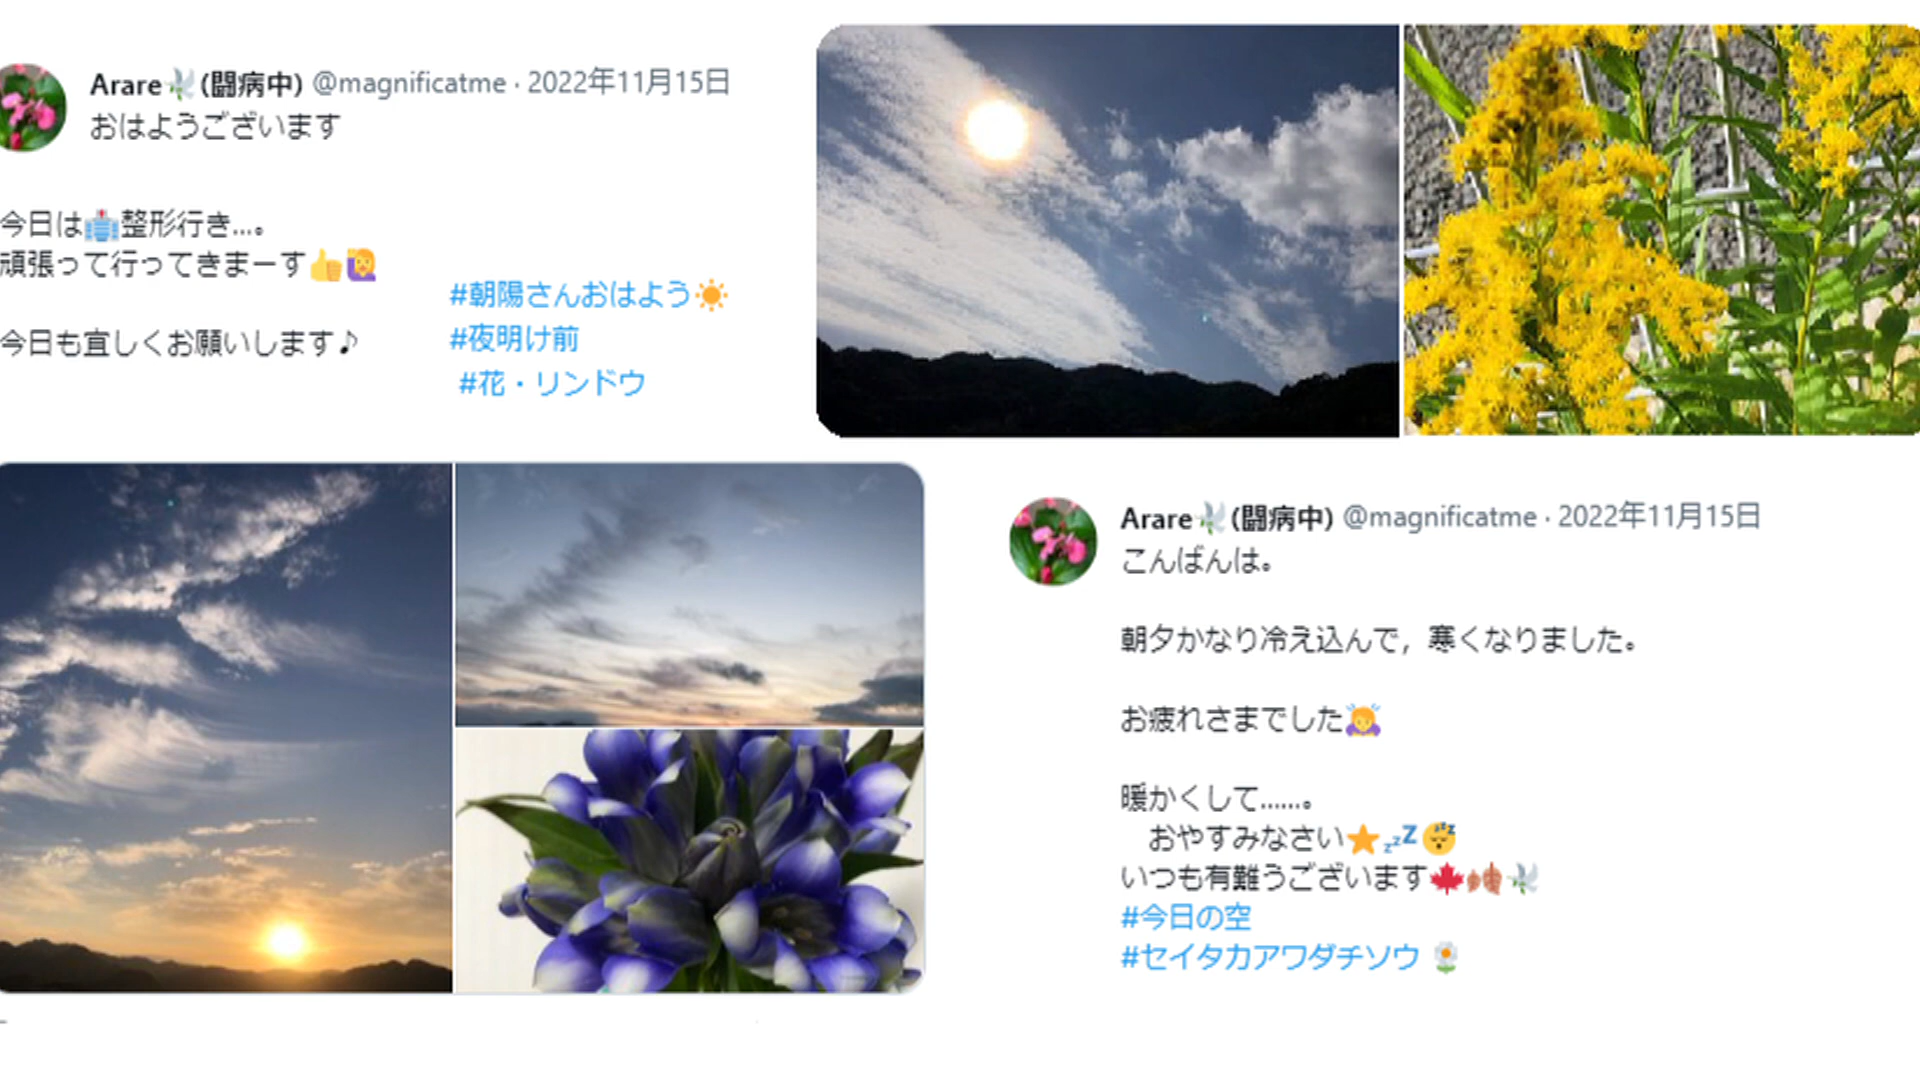 Arare🕊(闘病中) @magnificatme · 2022年11月15日
おはようございます
今日は🏥整形行き...。
頑張って行ってきまーす👍🙋
今日も宜しくお願いします♪
#朝陽さんおはよう☀
#夜明け前
#花・リンドウ
Arare🕊(闘病中) @magnificatme · 2022年11月15日
こんばんは。
朝夕かなり冷え込んで，寒くなりました。
お疲れさまでした🙇
暖かくして......。
おやすみなさい⭐💤😴
いつも有難うございます🍁🍂🕊
#今日の空
#セイタカアワダチソウ 🌼